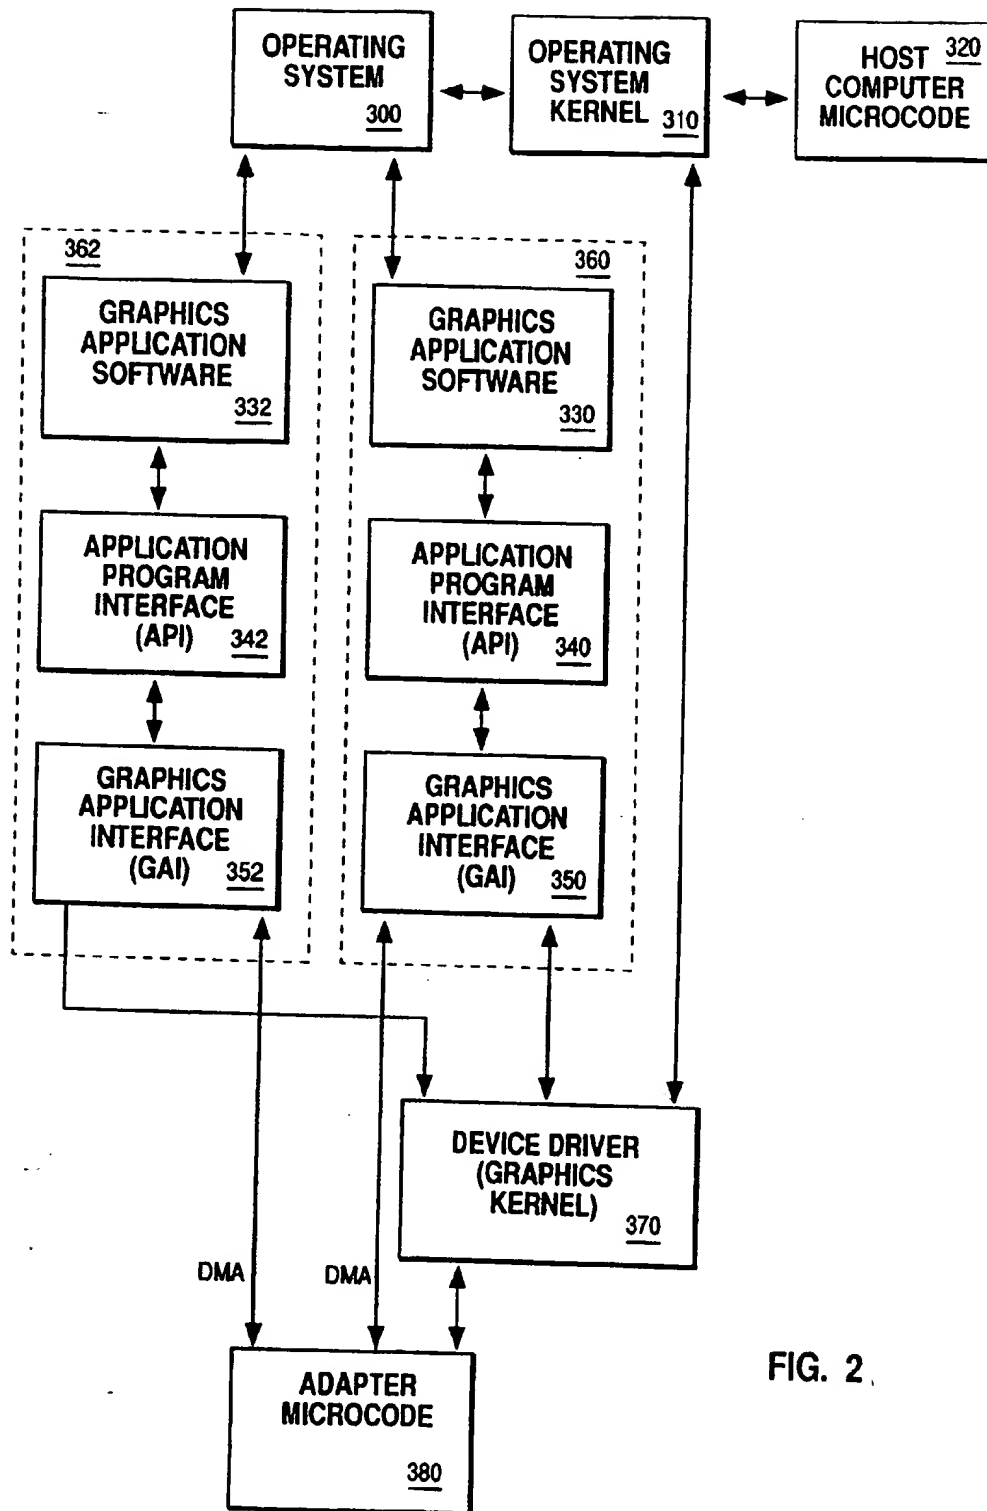 OPERATING
SYSTEM
300
OPERATING
SYSTEM
KERNEL
310
HOST
320
COMPUTER
MICROCODE
362
GRAPHICS
APPLICATION
SOFTWARE
332
360
GRAPHICS
APPLICATION
SOFTWARE
330
APPLICATION
PROGRAM
INTERFACE
(API)
342
APPLICATION
PROGRAM
INTERFACE
(API)
340
GRAPHICS
APPLICATION
INTERFACE
(GAI)
352
GRAPHICS
APPLICATION
INTERFACE
(GAI)
350
DEVICE DRIVER
(GRAPHICS
KERNEL)
370
DMA
DMA
ADAPTER
MICROCODE
380
FIG. 2